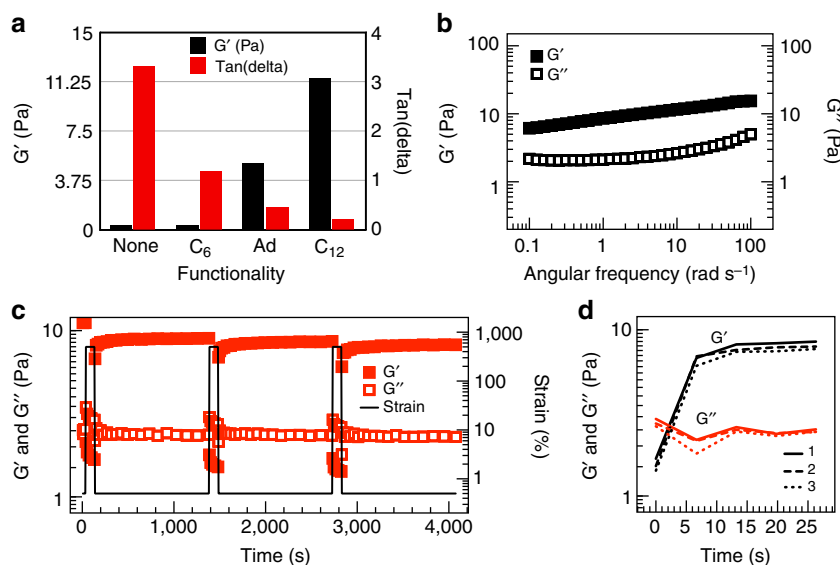 a
G′ (Pa)
Tan(delta)
15
11.25
7.5
3.75
0
G′ (Pa)
4
3
2
1
0
Tan(delta)
None C₆ Ad C₁₂
Functionality
b
G′
G″
100
10
1
G′ (Pa)
100
10
1
G″ (Pa)
0.1 1 10 100
Angular frequency (rad s⁻¹)
c
10
1
G′ and G″ (Pa)
G′
G″
Strain
1,000
100
10
1
Strain (%)
0 1,000 2,000 3,000 4,000
Time (s)
d
10
1
G′ and G″ (Pa)
G′
G″
1
2
3
0 5 10 15 20 25
Time (s)